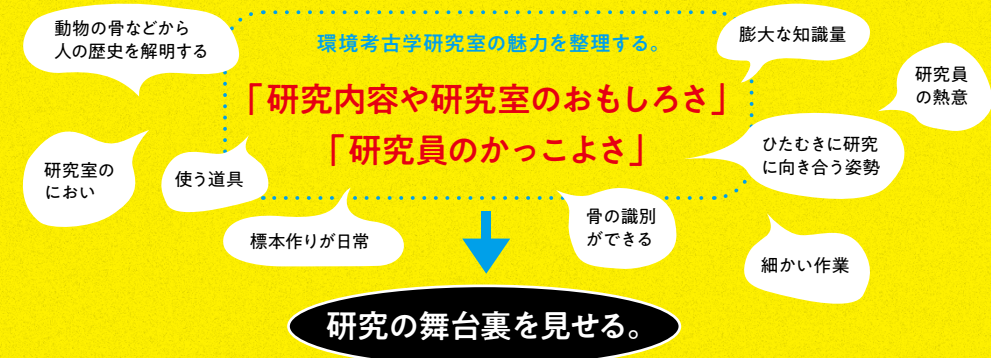 動物の骨などから
人の歴史を解明する
環境考古学研究室の魅力を整理する。
膨大な知識量
研究員
の熱意
「研究内容や研究室のおもしろさ」
「研究員のかっこよさ」
ひたむきに研究
に向き合う姿勢
研究室の
におい
使う道具
標本作りが日常
骨の識別
ができる
細かい作業
研究の舞台裏を見せる。